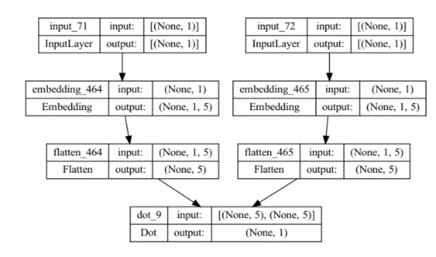 input_71 input: [(None, 1)]
InputLayer output: [(None, 1)]
input_72 input: [(None, 1)]
InputLayer output: [(None, 1)]
embedding_464 input: (None, 1)
Embedding output: (None, 1, 5)
embedding_465 input: (None, 1)
Embedding output: (None, 1, 5)
flatten_464 input: (None, 1, 5)
Flatten output: (None, 5)
flatten_465 input: (None, 1, 5)
Flatten output: (None, 5)
dot_9 input: [(None, 5), (None, 5)]
Dot output: (None, 1)